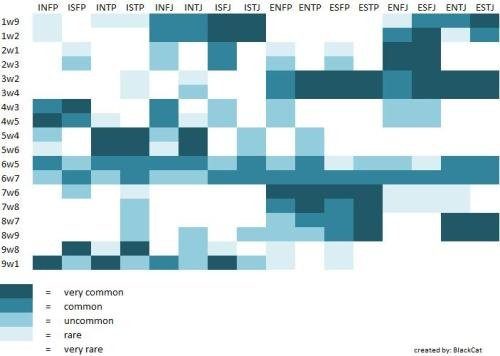 INFP ISFP INTP ISTP INFJ INTJ ISFJ ISTJ ENFP ENTP ESFP ESTP ENFJ ESFJ ENTJ ESTJ
1w9
1w2
2w1
2w3
3w2
3w4
4w3
4w5
5w4
5w6
6w5
6w7
7w6
7w8
8w7
8w9
9w8
9w1
= very common
= common
= uncommon
= rare
= very rare
created by: BlackCat